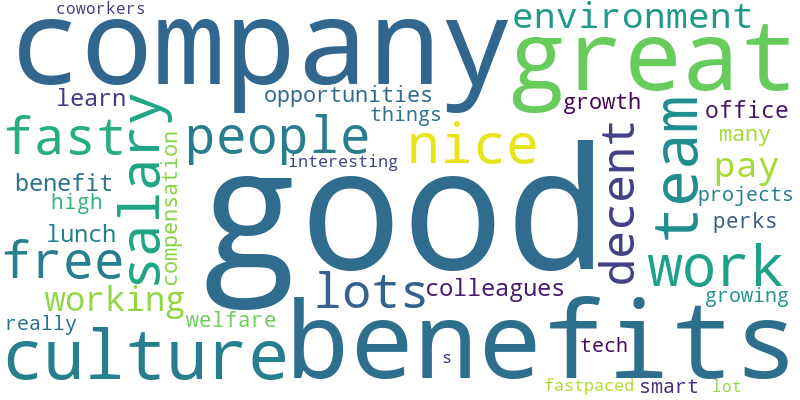 coworkers
company
environment
great
learn
opportunities
things
growth
office
many
fast
salary
compensation
people
interesting
nice
decent
team
pay
benefit
high
good
projects
perks
lunch
free
work
working
lots
colleagues
growing
really
welfare
culture
benefits
s
tech
fastpaced
smart
lot